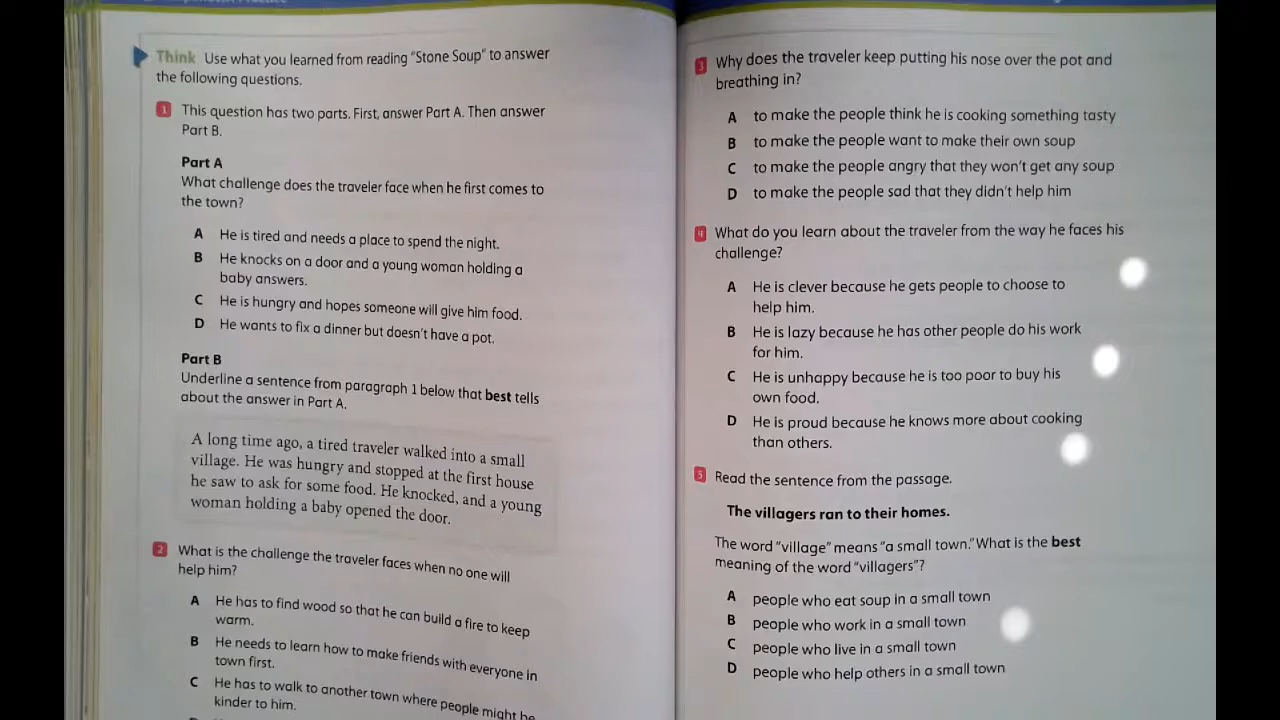 Think Use what you learned from reading "Stone Soup" to answer
the following questions.
1 This question has two parts. First, answer Part A. Then answer
Part B.
Part A
What challenge does the traveler face when he first comes to
the town?
A He is tired and needs a place to spend the night.
B He knocks on a door and a young woman holding a
baby answers.
C He is hungry and hopes someone will give him food.
D He wants to fix a dinner but doesn't have a pot.
Part B
Underline a sentence from paragraph 1 below that best tells
about the answer in Part A.
A long time ago, a tired traveler walked into a small
village. He was hungry and stopped at the first house
he saw to ask for some food. He knocked, and a young
woman holding a baby opened the door.
2 What is the challenge the traveler faces when no one will
help him?
A He has to find wood so that he can build a fire to keep
warm.
B He needs to learn how to make friends with everyone in
town first.
C He has to walk to another town where people might be
kinder to him.
3 Why does the traveler keep putting his nose over the pot and
breathing in?
A to make the people think he is cooking something tasty
B to make the people want to make their own soup
C to make the people angry that they won't get any soup
D to make the people sad that they didn't help him
4 What do you learn about the traveler from the way he faces his
challenge?
A He is clever because he gets people to choose to
help him.
B He is lazy because he has other people do his work
for him.
C He is unhappy because he is too poor to buy his
own food.
D He is proud because he knows more about cooking
than others.
5 Read the sentence from the passage.
The villagers ran to their homes.
The word "village" means "a small town." What is the best
meaning of the word "villagers"?
A people who eat soup in a small town
B people who work in a small town
C people who live in a small town
D people who help others in a small town